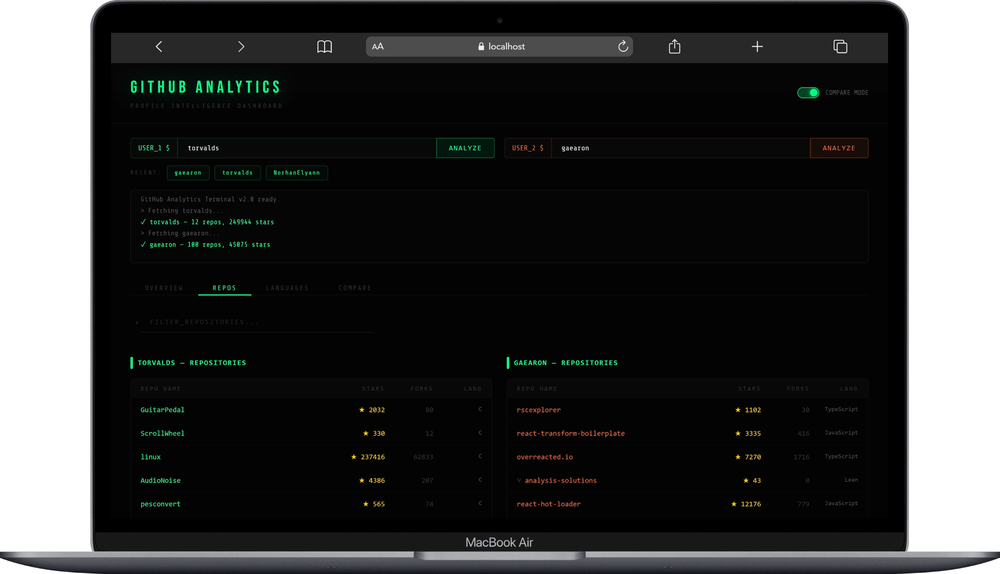 AA localhost
GITHUB ANALYTICS
PROFILE INTELLIGENCE DASHBOARD
COMPARE MODE
USER_1 $ torvalds ANALYZE
USER_2 $ gaearon ANALYZE
RECENT: gaearon torvalds NorhanElyann
GitHub Analytics Terminal v2.0 ready.
> Fetching torvalds...
✓ torvalds — 12 repos, 249944 stars
> Fetching gaearon...
✓ gaearon — 100 repos, 45075 stars
OVERVIEW REPOS LANGUAGES COMPARE
> FILTER_REPOSITORIES...
TORVALDS — REPOSITORIES
REPO NAME STARS FORKS LANG
GuitarPedal ★ 2032 80 C
ScrollWheel ★ 330 12 C
linux ★ 237416 62833 C
AudioNoise ★ 4386 207 C
pesconvert ★ 565 74 C
GAEARON — REPOSITORIES
REPO NAME STARS FORKS LANG
rscexplorer ★ 1102 30 TypeScript
react-transform-boilerplate ★ 3335 416 JavaScript
overreacted.io ★ 7270 1716 TypeScript
analysis-solutions ★ 43 0 Lean
react-hot-loader ★ 12176 779 JavaScript
MacBook Air